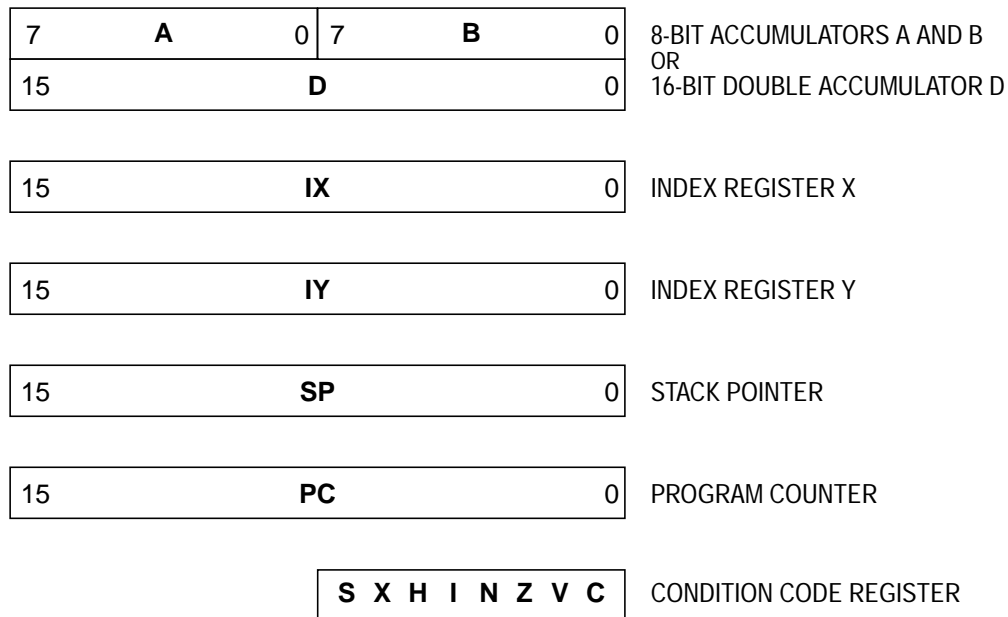 7 A 0 7 B 0 8-BIT ACCUMULATORS A AND B
OR
15 D 0 16-BIT DOUBLE ACCUMULATOR D
15 IX 0 INDEX REGISTER X
15 IY 0 INDEX REGISTER Y
15 SP 0 STACK POINTER
15 PC 0 PROGRAM COUNTER
S X H I N Z V C CONDITION CODE REGISTER